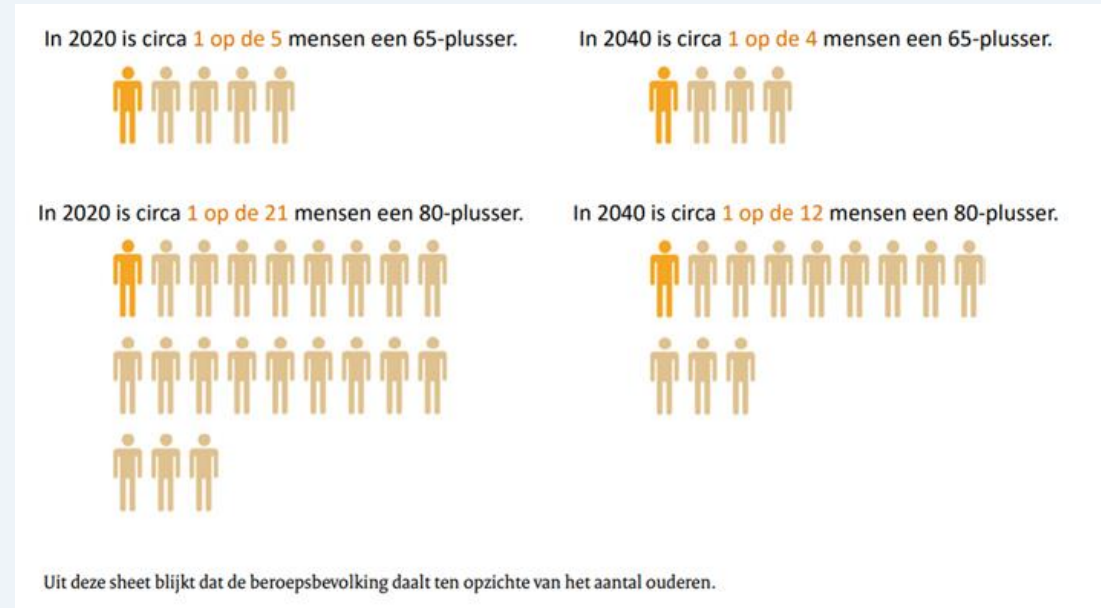 In 2020 is circa 1 op de 5 mensen een 65-plusser.
In 2040 is circa 1 op de 4 mensen een 65-plusser.
In 2020 is circa 1 op de 21 mensen een 80-plusser.
In 2040 is circa 1 op de 12 mensen een 80-plusser.
Uit deze sheet blijkt dat de beroepsbevolking daalt ten opzichte van het aantal ouderen.